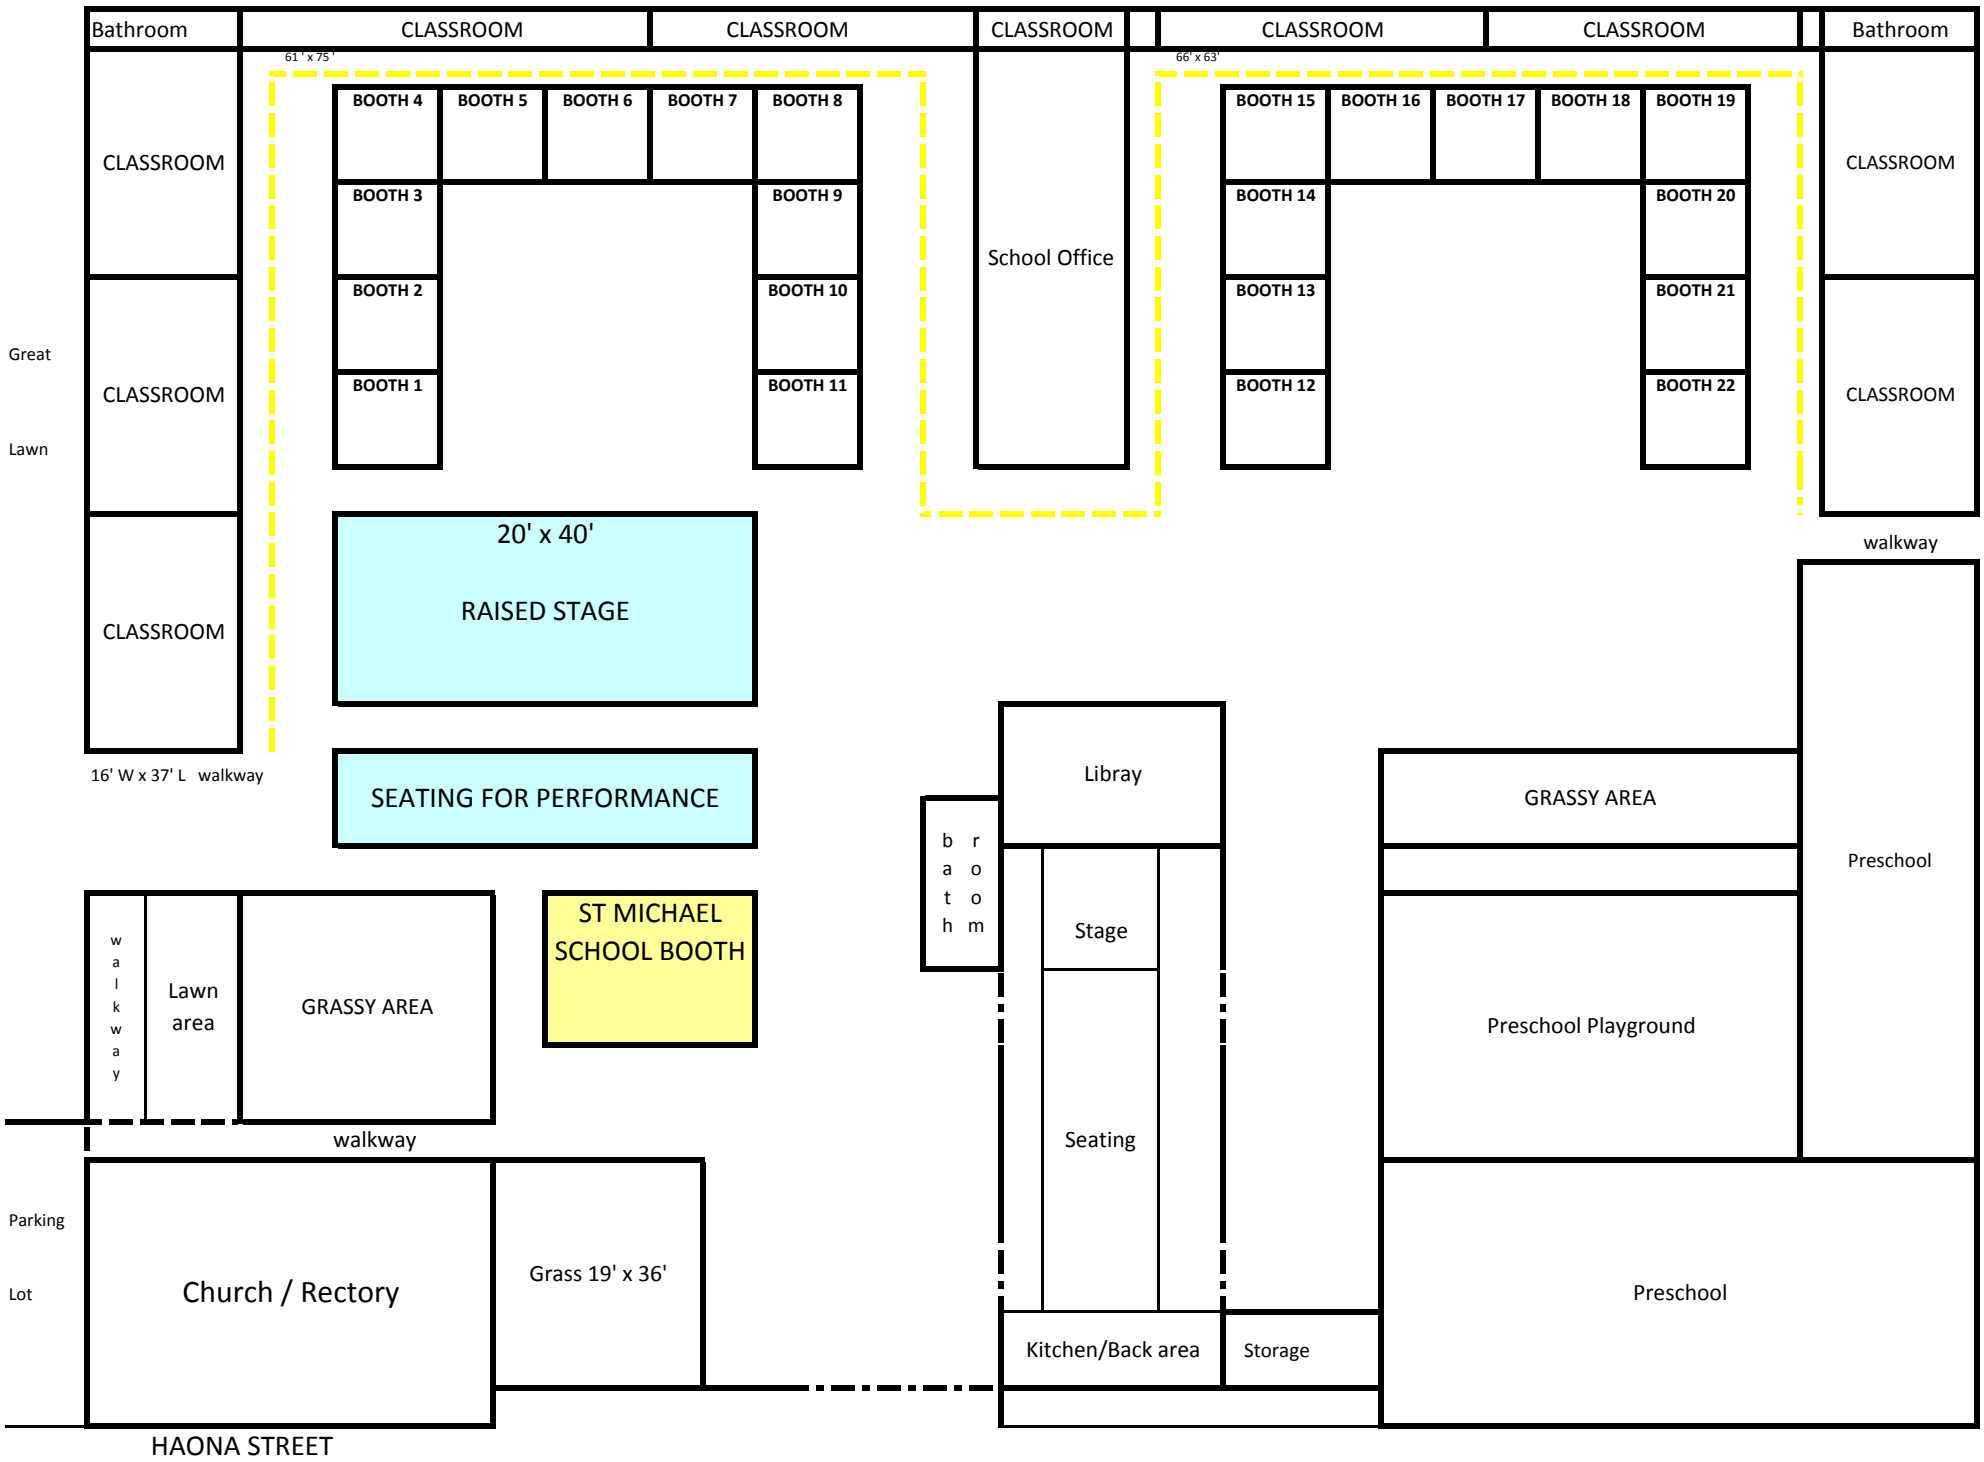 Bathroom
CLASSROOM
CLASSROOM
CLASSROOM
CLASSROOM
CLASSROOM
Bathroom
61 ' x 75 '
66' x 63'
BOOTH 4
BOOTH 5
BOOTH 6
BOOTH 7
BOOTH 8
BOOTH 15
BOOTH 16
BOOTH 17
BOOTH 18
BOOTH 19
CLASSROOM
CLASSROOM
BOOTH 3
BOOTH 9
BOOTH 14
BOOTH 20
School Office
BOOTH 2
BOOTH 10
BOOTH 13
BOOTH 21
Great
Lawn
CLASSROOM
BOOTH 1
BOOTH 11
BOOTH 12
BOOTH 22
CLASSROOM
20' x 40'
RAISED STAGE
walkway
CLASSROOM
16' W x 37' L walkway
SEATING FOR PERFORMANCE
Libray
GRASSY AREA
bath
room
Preschool
ST MICHAEL
SCHOOL BOOTH
Stage
walkway
Lawn
area
GRASSY AREA
Preschool Playground
walkway
Seating
Parking
Lot
Church / Rectory
Grass 19' x 36'
Preschool
Kitchen/Back area
Storage
HAONA STREET